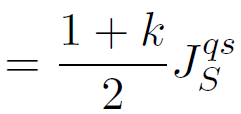 = \frac{1 + k}{2} J_S^{qs}